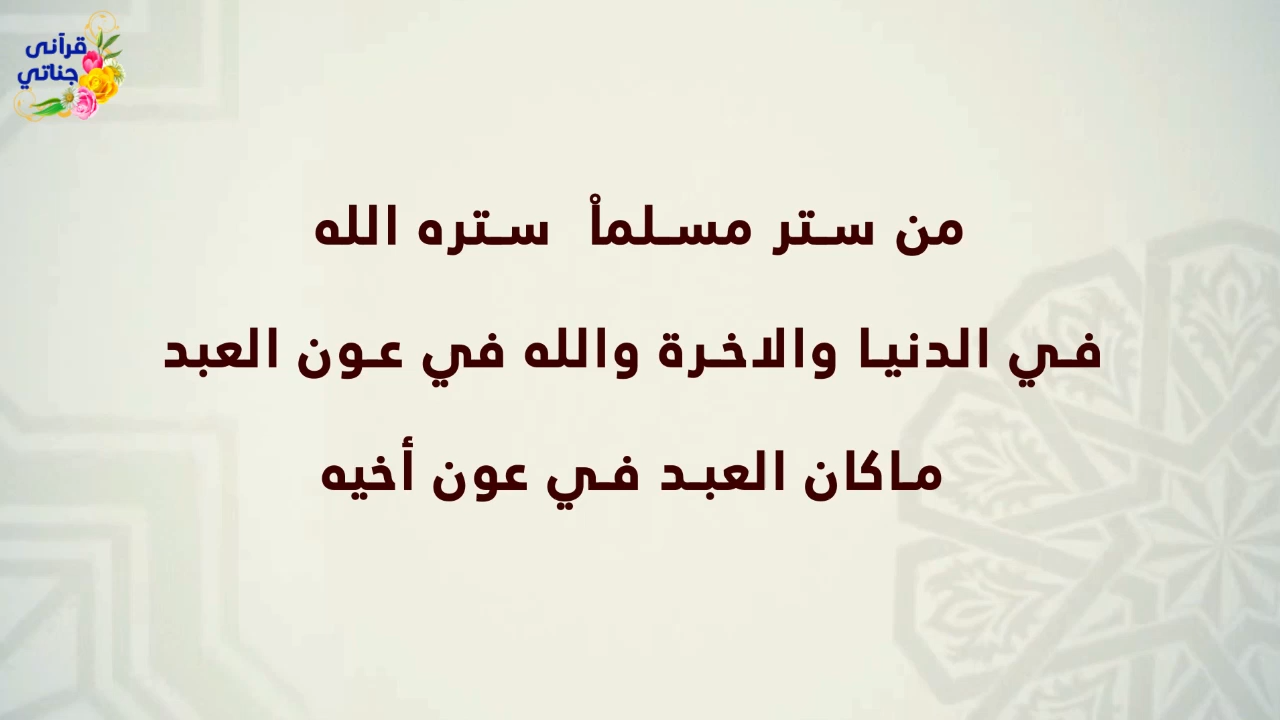 قرآنى
جناتي
من ستر مسلماْ ستره الله
في الدنيا والاخرة والله في عون العبد
ماكان العبد في عون أخيه